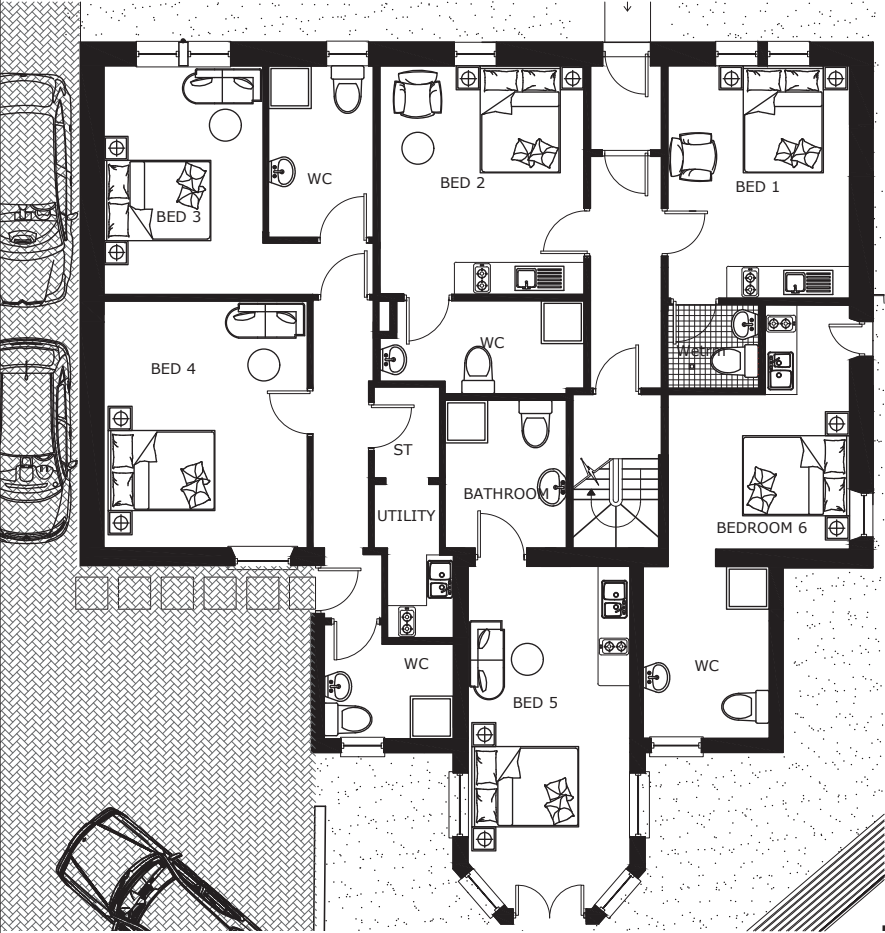 WC
BED 2
BED 1
BED 3
WC
Wetrm
BED 4
ST
BATHROOM
UTILITY
BEDROOM 6
WC
WC
BED 5